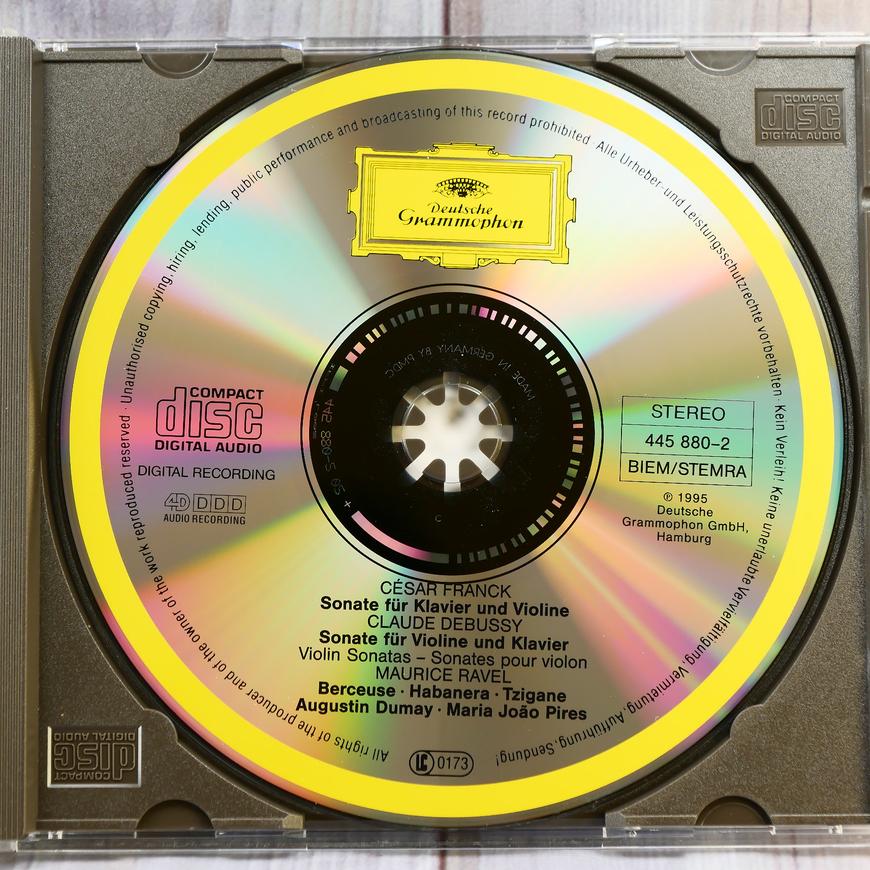 COMPACT
disc
DIGITAL AUDIO
Unauthorised copying, hiring, lending, public performance and broadcasting of this record prohibited. Alle Urheber- und Leistungsschutzrechte vorbehalten · Kein Verleih! Keine unerlaubte Vervielfältigung, Vermietung, Aufführung, Sendung!
Deutsche
Grammophon
MADE IN GERMANY BY PMDC
445 880-2 02 +
COMPACT
disc
DIGITAL AUDIO
DIGITAL RECORDING
4D DDD
AUDIO RECORDING
STEREO
445 880-2
BIEM/STEMRA
℗ 1995
Deutsche
Grammophon GmbH,
Hamburg
CÉSAR FRANCK
Sonate für Klavier und Violine
CLAUDE DEBUSSY
Sonate für Violine und Klavier
Violin Sonatas – Sonates pour violon
MAURICE RAVEL
Berceuse · Habanera · Tzigane
Augustin Dumay · Maria João Pires
All rights of the producer and of the owner of the work reproduced reserved ·
LC 0173
COMPACT
disc
DIGITAL AUDIO